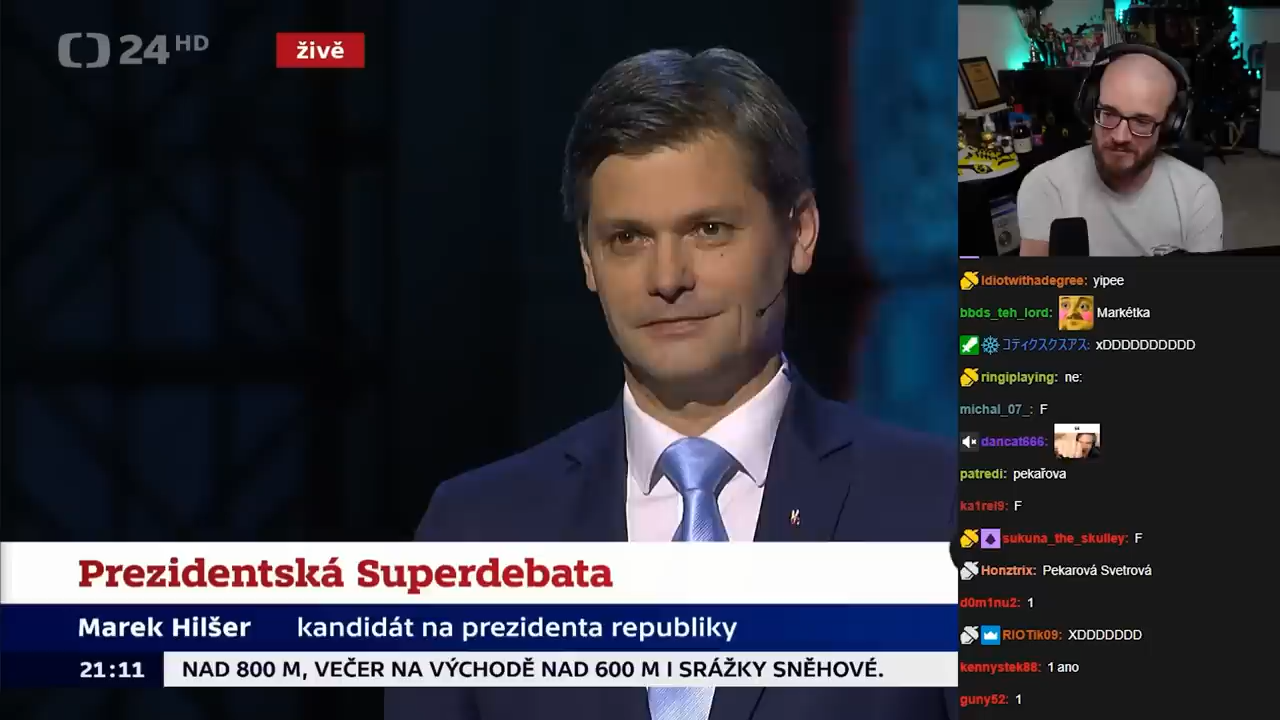 24 HD
živě
Prezidentská Superdebata
Marek Hilšer kandidát na prezidenta republiky
21:11 NAD 800 M, VEČER NA VÝCHODĚ NAD 600 M I SRÁŽKY SNĚHOVÉ.
Idiotwithadegree: yipee
bbds_teh_lord: Markétka
コティクスクスアス: xDDDDDDDDDD
ringiplaying: ne:
michal_07_: F
dancat666:
patredi: pekařova
ka1rel9: F
sukuna_the_skulley: F
Honztrix: Pekarová Svetrová
d0m1nu2: 1
RIOTik09: XDDDDDDD
kennystek88: 1 ano
guny52: 1